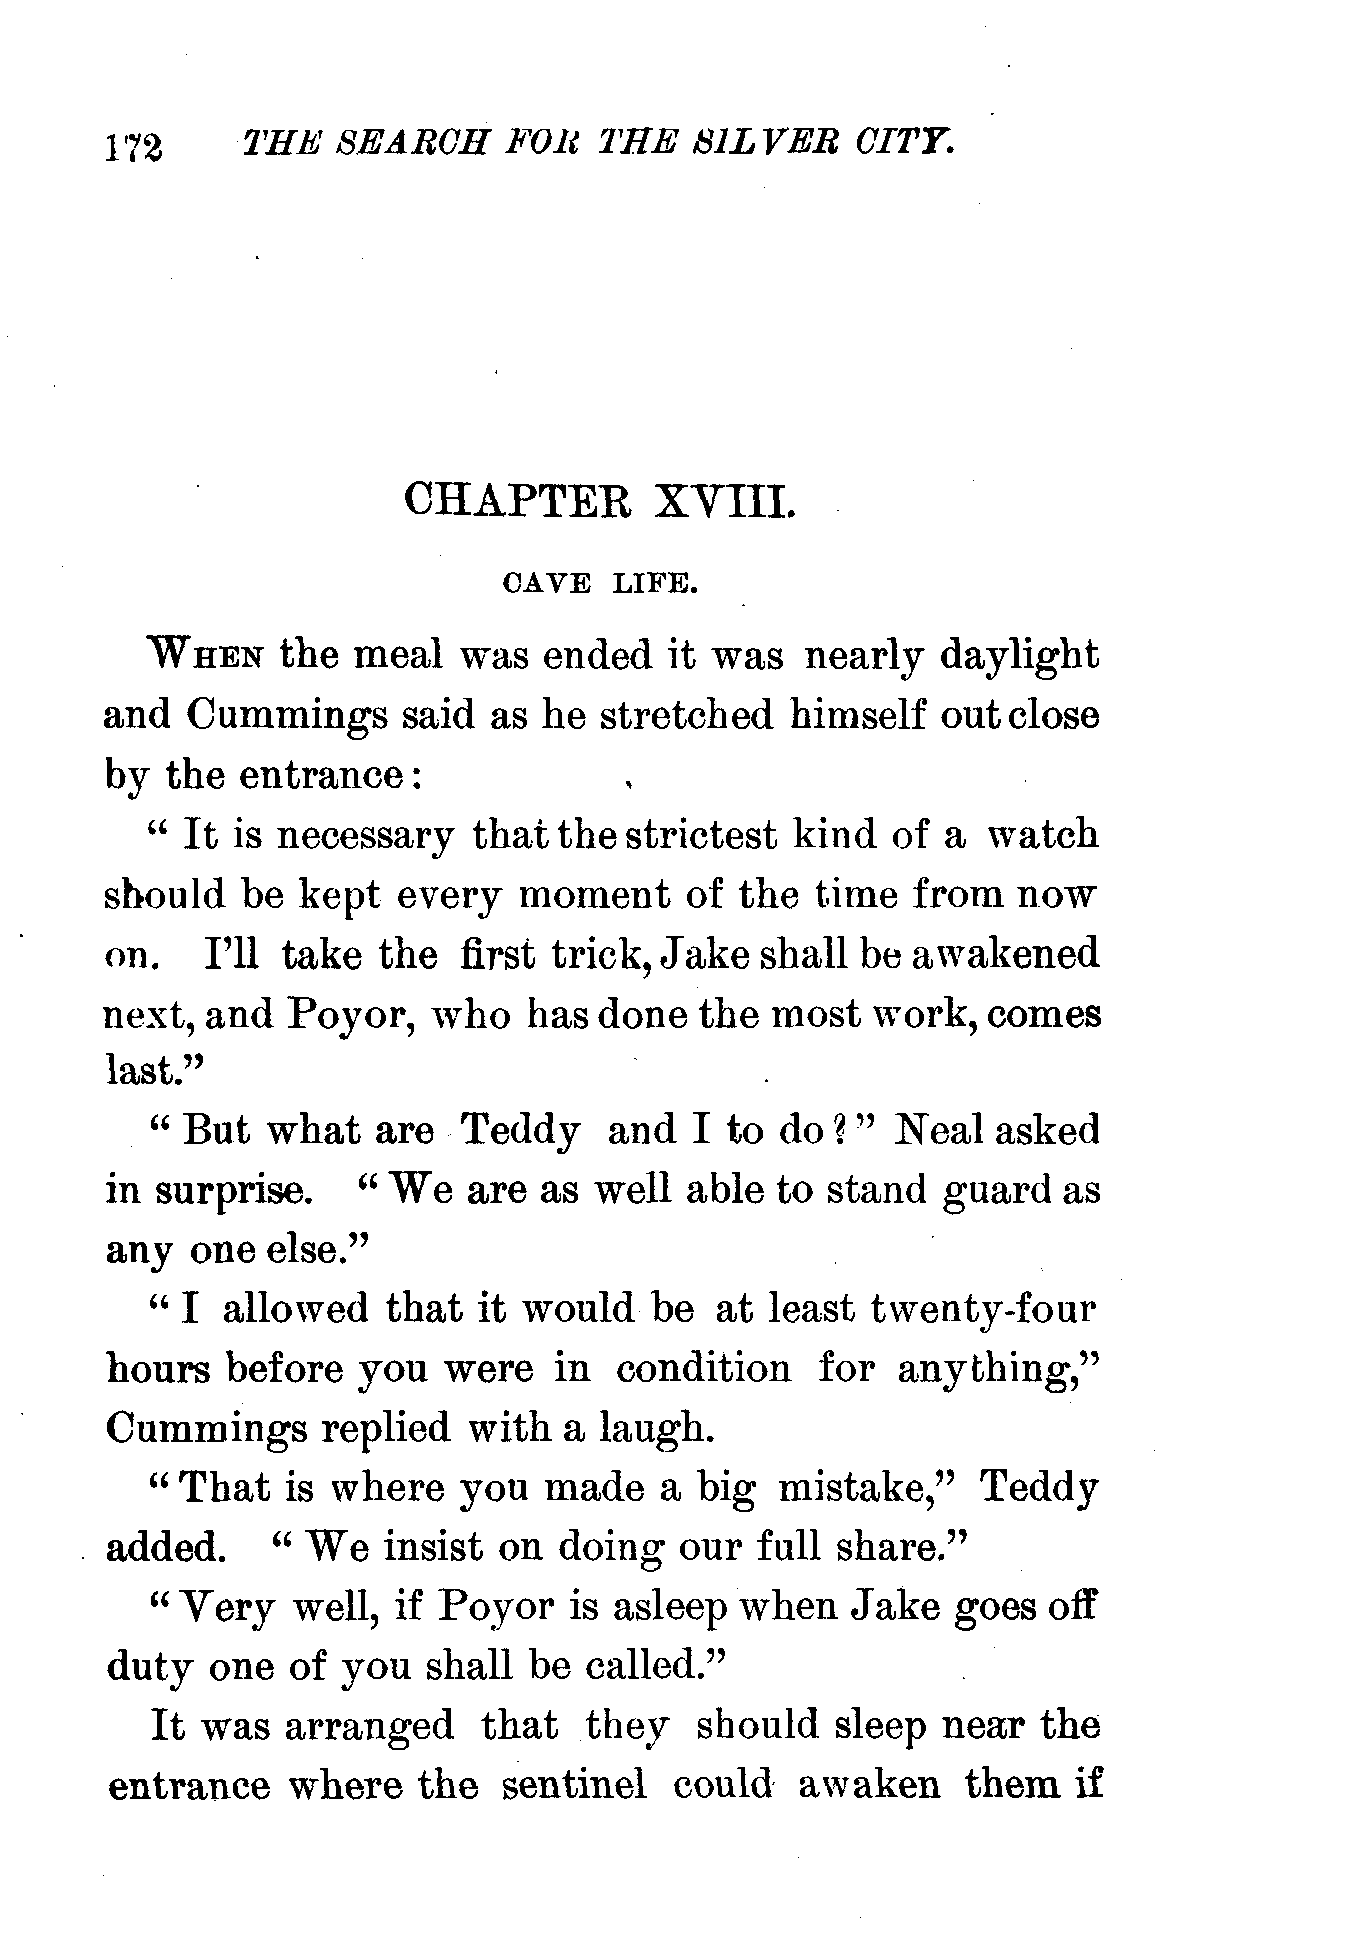 172 THE SEARCH FOR THE SILVER CITY.
CHAPTER XVIII.
CAVE LIFE.
WHEN the meal was ended it was nearly daylight
and Cummings said as he stretched himself out close
by the entrance:
" It is necessary that the strictest kind of a watch
should be kept every moment of the time from now
on. I'll take the first trick, Jake shall be awakened
next, and Poyor, who has done the most work, comes
last."
" But what are Teddy and I to do?" Neal asked
in surprise. " We are as well able to stand guard as
any one else."
" I allowed that it would be at least twenty-four
hours before you were in condition for anything,"
Cummings replied with a laugh.
" That is where you made a big mistake," Teddy
added. " We insist on doing our full share."
" Very well, if Poyor is asleep when Jake goes off
duty one of you shall be called."
It was arranged that they should sleep near the
entrance where the sentinel could awaken them if